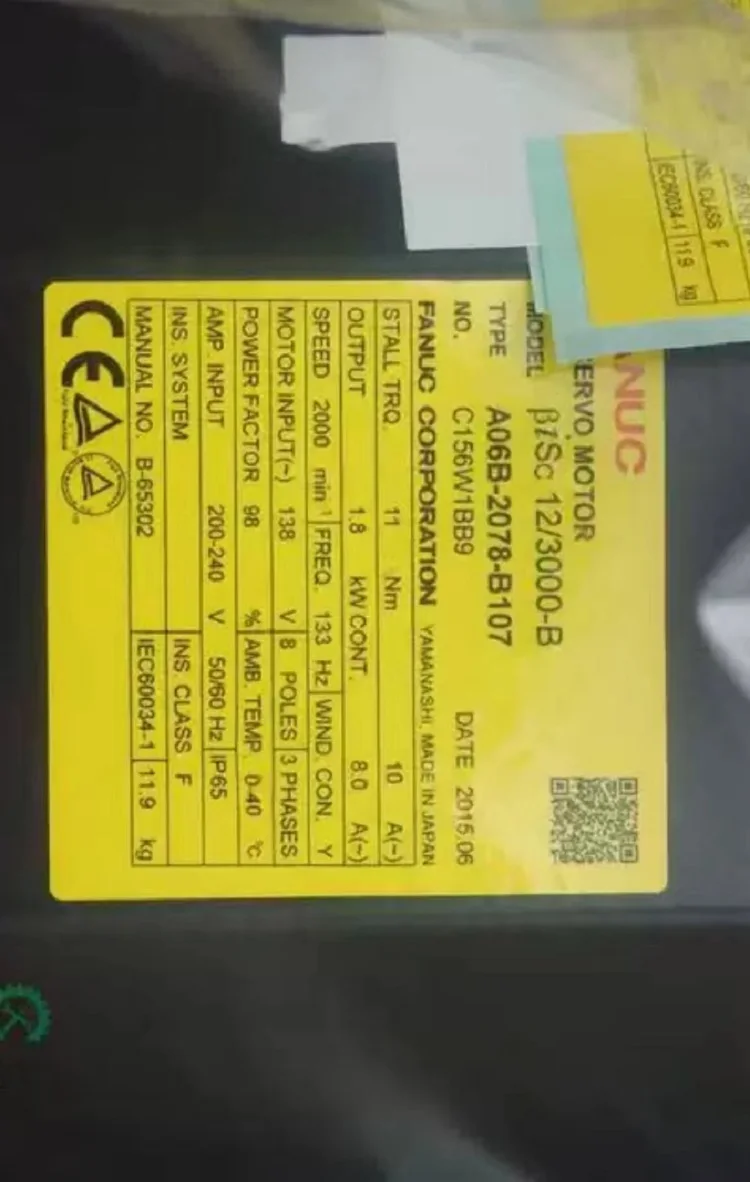 ANUC
ERVO MOTOR
MODEL βiSc 12/3000-B
TYPE A06B-2078-B107
NO. C156W1BB9 DATE 2015.06
FANUC CORPORATION YAMANASHI, MADE IN JAPAN
STALL TRQ. 11 Nm 10 A(~)
OUTPUT 1.8 kW CONT. 8.0 A(~)
SPEED 2000 min⁻¹ FREQ. 133 Hz WIND. CON. Y
MOTOR INPUT(~) 138 V 8 POLES 3 PHASES
POWER FACTOR 98 % AMB. TEMP. 0-40 ℃
AMP. INPUT 200-240 V 50/60 Hz IP65
INS. SYSTEM INS. CLASS F
MANUAL NO. B-65302 IEC60034-1 11.9 kg
CE
INS. CLASS F
IEC60034-1 11.9 kg